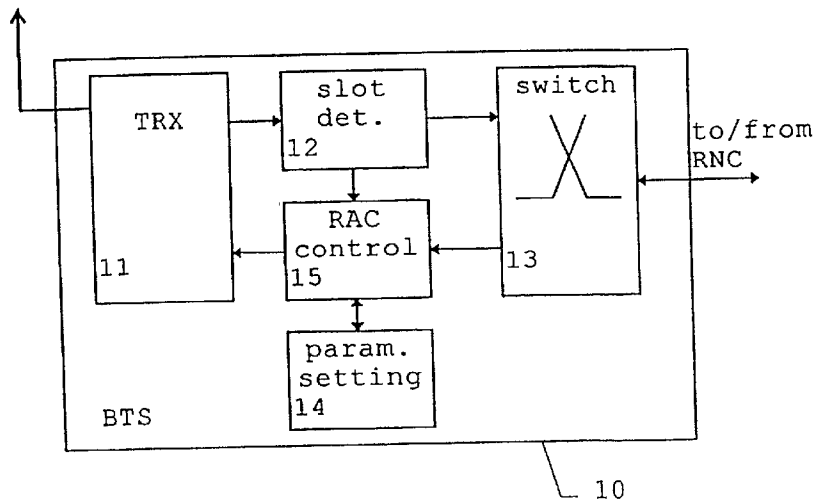 TRX
11
slot
det.
12
switch
13
to/from
RNC
RAC
control
15
param.
setting
14
BTS
10